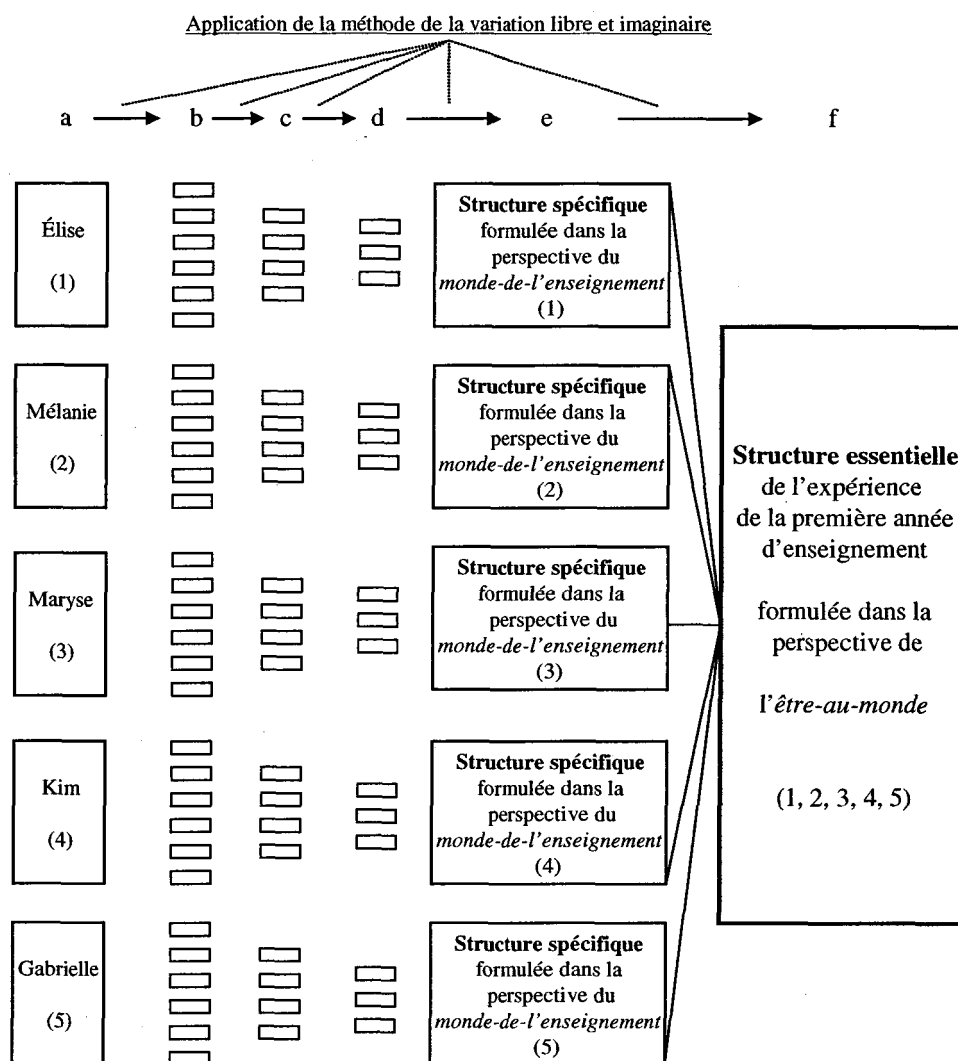 Application de la méthode de la variation libre et imaginaire
a b c d e f
Élise
(1)
Structure spécifique
formulée dans la
perspective du
monde-de-l'enseignement
(1)
Mélanie
(2)
Structure spécifique
formulée dans la
perspective du
monde-de-l'enseignement
(2)
Maryse
(3)
Structure spécifique
formulée dans la
perspective du
monde-de-l'enseignement
(3)
Kim
(4)
Structure spécifique
formulée dans la
perspective du
monde-de-l'enseignement
(4)
Gabrielle
(5)
Structure spécifique
formulée dans la
perspective du
monde-de-l'enseignement
(5)
Structure essentielle
de l'expérience
de la première année
d'enseignement
formulée dans la
perspective de
l'être-au-monde
(1, 2, 3, 4, 5)